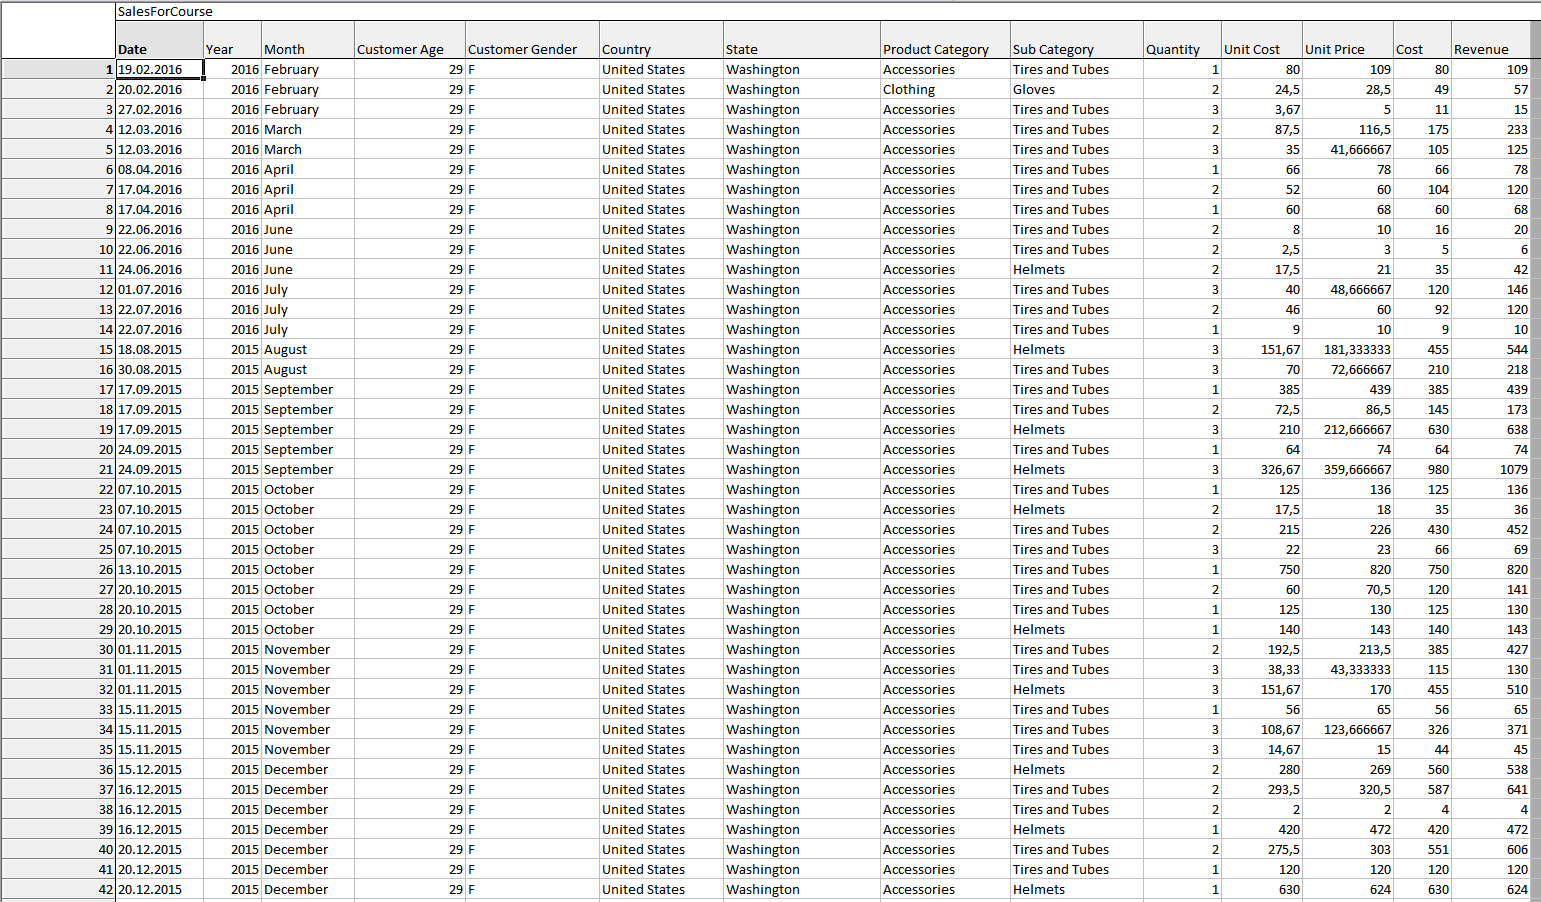 SalesForCourse
Date Year Month Customer Age Customer Gender Country State Product Category Sub Category Quantity Unit Cost Unit Price Cost Revenue
1 19.02.2016 2016 February 29 F United States Washington Accessories Tires and Tubes 1 80 109 80 109
2 20.02.2016 2016 February 29 F United States Washington Clothing Gloves 2 24,5 28,5 49 57
3 27.02.2016 2016 February 29 F United States Washington Accessories Tires and Tubes 3 3,67 5 11 15
4 12.03.2016 2016 March 29 F United States Washington Accessories Tires and Tubes 2 87,5 116,5 175 233
5 12.03.2016 2016 March 29 F United States Washington Accessories Tires and Tubes 3 35 41,666667 105 125
6 08.04.2016 2016 April 29 F United States Washington Accessories Tires and Tubes 1 66 78 66 78
7 17.04.2016 2016 April 29 F United States Washington Accessories Tires and Tubes 2 52 60 104 120
8 17.04.2016 2016 April 29 F United States Washington Accessories Tires and Tubes 1 60 68 60 68
9 22.06.2016 2016 June 29 F United States Washington Accessories Tires and Tubes 2 8 10 16 20
10 22.06.2016 2016 June 29 F United States Washington Accessories Tires and Tubes 2 2,5 3 5 6
11 24.06.2016 2016 June 29 F United States Washington Accessories Helmets 2 17,5 21 35 42
12 01.07.2016 2016 July 29 F United States Washington Accessories Tires and Tubes 3 40 48,666667 120 146
13 22.07.2016 2016 July 29 F United States Washington Accessories Tires and Tubes 2 46 60 92 120
14 22.07.2016 2016 July 29 F United States Washington Accessories Tires and Tubes 1 9 10 9 10
15 18.08.2015 2015 August 29 F United States Washington Accessories Helmets 3 151,67 181,333333 455 544
16 30.08.2015 2015 August 29 F United States Washington Accessories Tires and Tubes 3 70 72,666667 210 218
17 17.09.2015 2015 September 29 F United States Washington Accessories Tires and Tubes 1 385 439 385 439
18 17.09.2015 2015 September 29 F United States Washington Accessories Tires and Tubes 2 72,5 86,5 145 173
19 17.09.2015 2015 September 29 F United States Washington Accessories Helmets 3 210 212,666667 630 638
20 24.09.2015 2015 September 29 F United States Washington Accessories Tires and Tubes 1 64 74 64 74
21 24.09.2015 2015 September 29 F United States Washington Accessories Helmets 3 326,67 359,666667 980 1079
22 07.10.2015 2015 October 29 F United States Washington Accessories Tires and Tubes 1 125 136 125 136
23 07.10.2015 2015 October 29 F United States Washington Accessories Helmets 2 17,5 18 35 36
24 07.10.2015 2015 October 29 F United States Washington Accessories Tires and Tubes 2 215 226 430 452
25 07.10.2015 2015 October 29 F United States Washington Accessories Tires and Tubes 3 22 23 66 69
26 13.10.2015 2015 October 29 F United States Washington Accessories Tires and Tubes 1 750 820 750 820
27 20.10.2015 2015 October 29 F United States Washington Accessories Tires and Tubes 2 60 70,5 120 141
28 20.10.2015 2015 October 29 F United States Washington Accessories Tires and Tubes 1 125 130 125 130
29 20.10.2015 2015 October 29 F United States Washington Accessories Helmets 1 140 143 140 143
30 01.11.2015 2015 November 29 F United States Washington Accessories Tires and Tubes 2 192,5 213,5 385 427
31 01.11.2015 2015 November 29 F United States Washington Accessories Tires and Tubes 3 38,33 43,333333 115 130
32 01.11.2015 2015 November 29 F United States Washington Accessories Helmets 3 151,67 170 455 510
33 15.11.2015 2015 November 29 F United States Washington Accessories Tires and Tubes 1 56 65 56 65
34 15.11.2015 2015 November 29 F United States Washington Accessories Tires and Tubes 3 108,67 123,666667 326 371
35 15.11.2015 2015 November 29 F United States Washington Accessories Tires and Tubes 3 14,67 15 44 45
36 15.12.2015 2015 December 29 F United States Washington Accessories Helmets 2 280 269 560 538
37 16.12.2015 2015 December 29 F United States Washington Accessories Tires and Tubes 2 293,5 320,5 587 641
38 16.12.2015 2015 December 29 F United States Washington Accessories Tires and Tubes 2 2 2 4 4
39 16.12.2015 2015 December 29 F United States Washington Accessories Helmets 1 420 472 420 472
40 20.12.2015 2015 December 29 F United States Washington Accessories Tires and Tubes 2 275,5 303 551 606
41 20.12.2015 2015 December 29 F United States Washington Accessories Tires and Tubes 1 120 120 120 120
42 20.12.2015 2015 December 29 F United States Washington Accessories Helmets 1 630 624 630 624